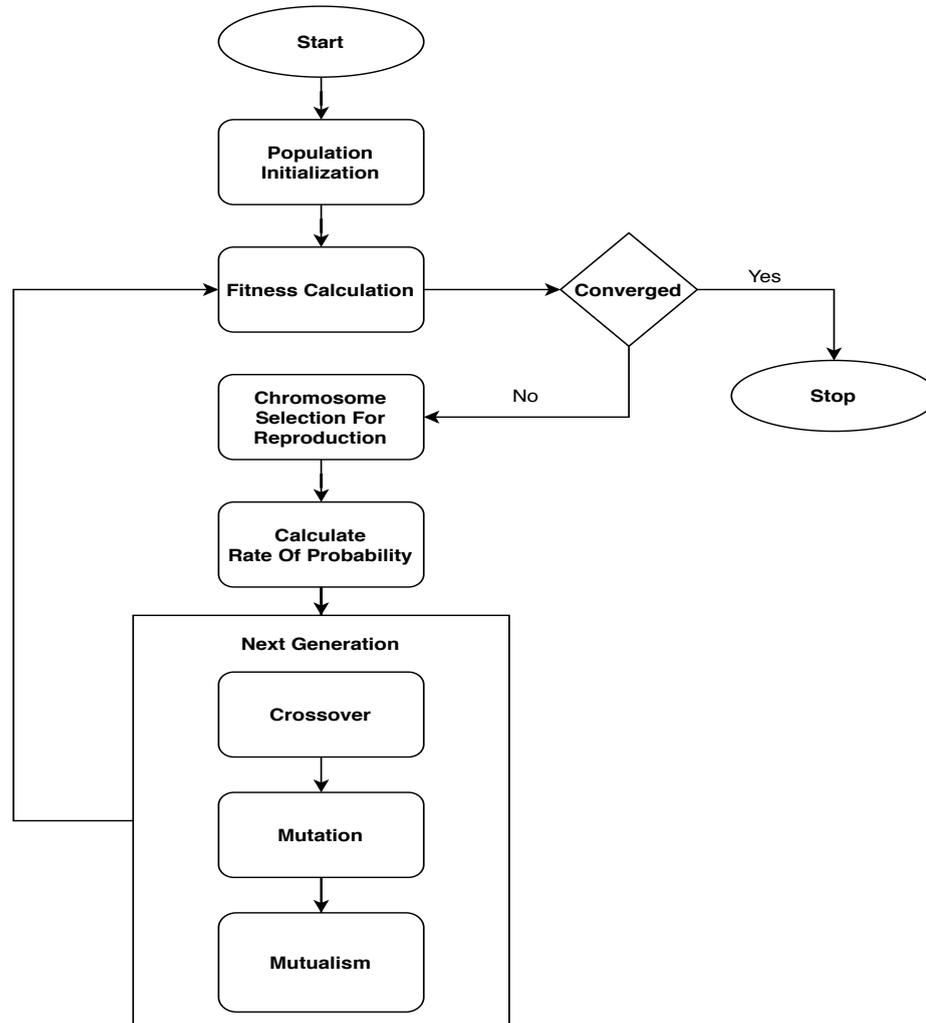 Start
Population
Initialization
Fitness Calculation
Converged
Yes
Stop
No
Chromosome
Selection For
Reproduction
Calculate
Rate Of Probability
Next Generation
Crossover
Mutation
Mutualism